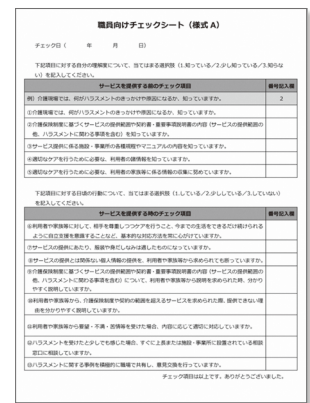 職員向けチェックシート（様式 A）
チェック日（　　年　　月　　日）
下記項目に対する自分の理解度について、当てはまる選択肢（1.知っている/2.少し知っている/3.知らな
い）を記入してください。
サービスを提供する前のチェック項目　番号記入欄
例）介護現場では、何がハラスメントのきっかけや原因になるか、知っていますか。　2
①介護現場では、何がハラスメントのきっかけや原因になるか、知っていますか。
②介護保険制度に基づくサービスの提供範囲や契約書・重要事項説明書の内容（サービスの提供範囲の
他、ハラスメントに関わる事項を含む）を知っていますか。
③サービス提供に係る施設・事業所の各種規程やマニュアルの内容を知っていますか。
④適切なケアを行うために必要な、利用者の諸情報を知っていますか。
⑤適切なケアを行うために必要な、利用者の家族等に係る情報の収集に努めていますか。
下記項目に対する日頃の行動について、当てはまる選択肢（1.している/2.少ししている/3.していない）
を記入してください。
サービスを提供する時のチェック項目　番号記入欄
⑥利用者や家族等に対して、相手を尊重しつつケアを行うこと、今までの生活をできるだけ続けられる
ように自立支援を意識することなど、基本的な対応方法を常に心がけていますか。
⑦サービスの提供にあたり、服装や身だしなみは適したものになっていますか。
⑧サービスの提供とは関係ない個人情報の提供を、利用者や家族等から求められても断っていますか。
⑨介護保険制度に基づくサービスの提供範囲や契約書・重要事項説明書の内容（サービスの提供範囲の
他、ハラスメントに関わる事項を含む）について、利用者や家族等から説明を求められた時、分かり
やすく説明していますか。
⑩利用者や家族等から、介護保険制度や契約の範囲を超えるサービスを求められた際、提供できない理
由を分かりやすく説明していますか。
⑪利用者や家族等から要望・不満・苦情等を受けた場合、内容に応じて適切に対応していますか。
⑫ハラスメントを受けたと少しでも感じた場合、すぐに上長または施設・事業所に設置されている相談
窓口に相談していますか。
⑬ハラスメントに関する事例を積極的に職場で共有し、意見交換を行っていますか。
チェック項目は以上です。ありがとうございました。